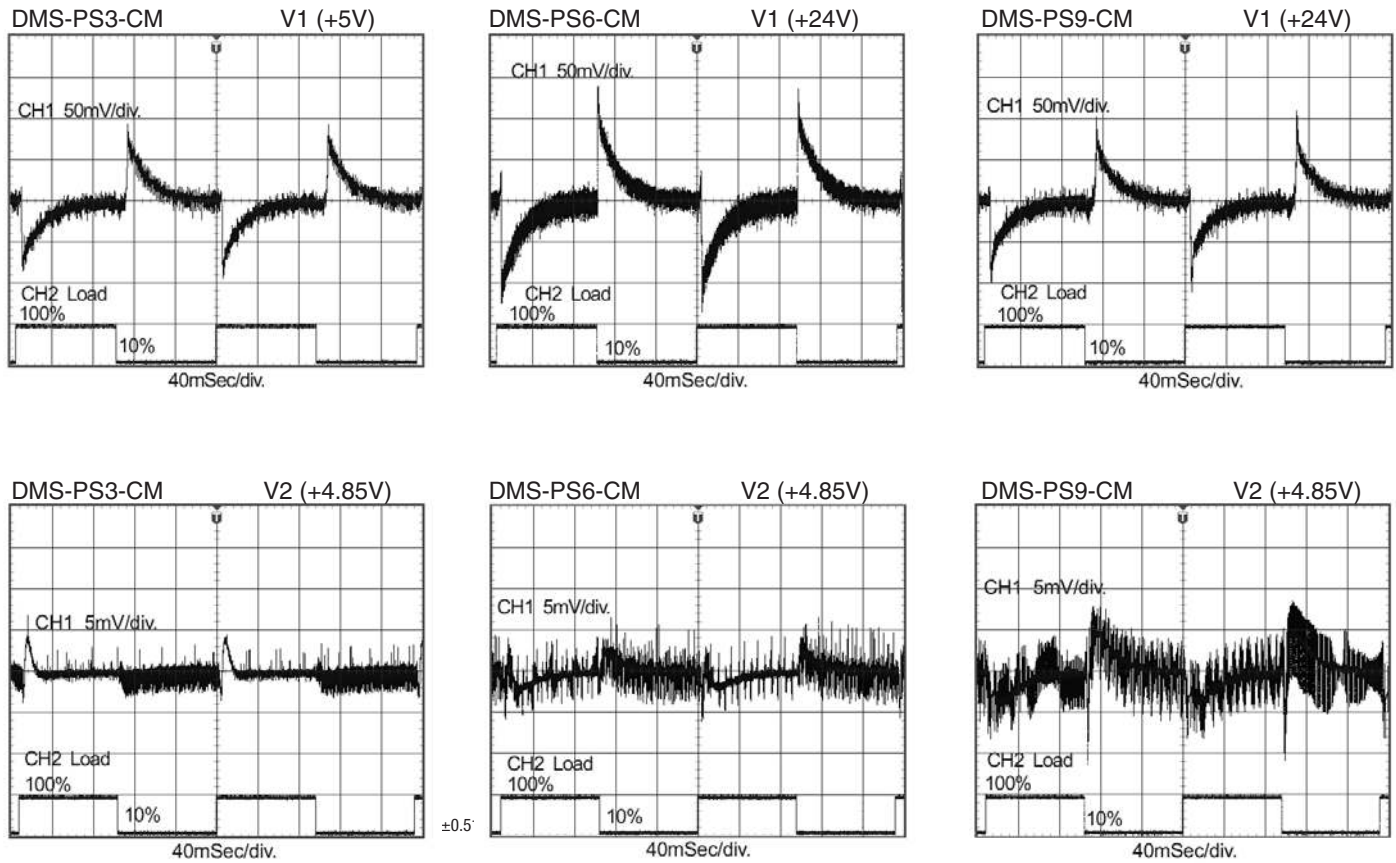 DMS-PS3-CM V1 (+5V)
CH1 50mV/div.
CH2 Load
100%
10%
40mSec/div.
DMS-PS6-CM V1 (+24V)
CH1 50mV/div.
CH2 Load
100%
10%
40mSec/div.
DMS-PS9-CM V1 (+24V)
CH1 50mV/div.
CH2 Load
100%
10%
40mSec/div.
DMS-PS3-CM V2 (+4.85V)
CH1 5mV/div.
CH2 Load
100%
10%
40mSec/div.
±0.5
DMS-PS6-CM V2 (+4.85V)
CH1 5mV/div.
CH2 Load
100%
10%
40mSec/div.
DMS-PS9-CM V2 (+4.85V)
CH1 5mV/div.
CH2 Load
100%
10%
40mSec/div.